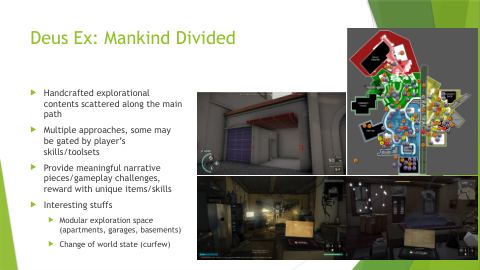 Deus Ex: Mankind Divided
Handcrafted explorational
contents scattered along the main
path
Multiple approaches, some may
be gated by player's
skills/toolsets
Provide meaningful narrative
pieces/gameplay challenges,
reward with unique items/skills
Interesting stuffs
Modular exploration space
(apartments, garages, basements)
Change of world state (curfew)